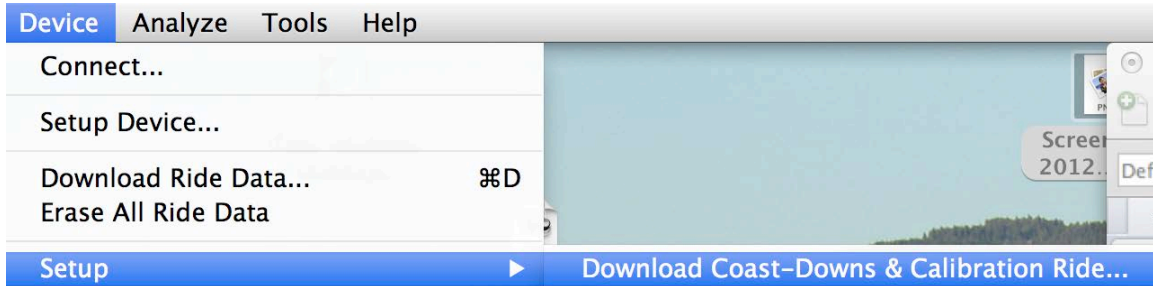 Device Analyze Tools Help
Connect...
Setup Device...
Download Ride Data... ⌘D
Erase All Ride Data
Setup ▶ Download Coast-Downs & Calibration Ride...
2012..